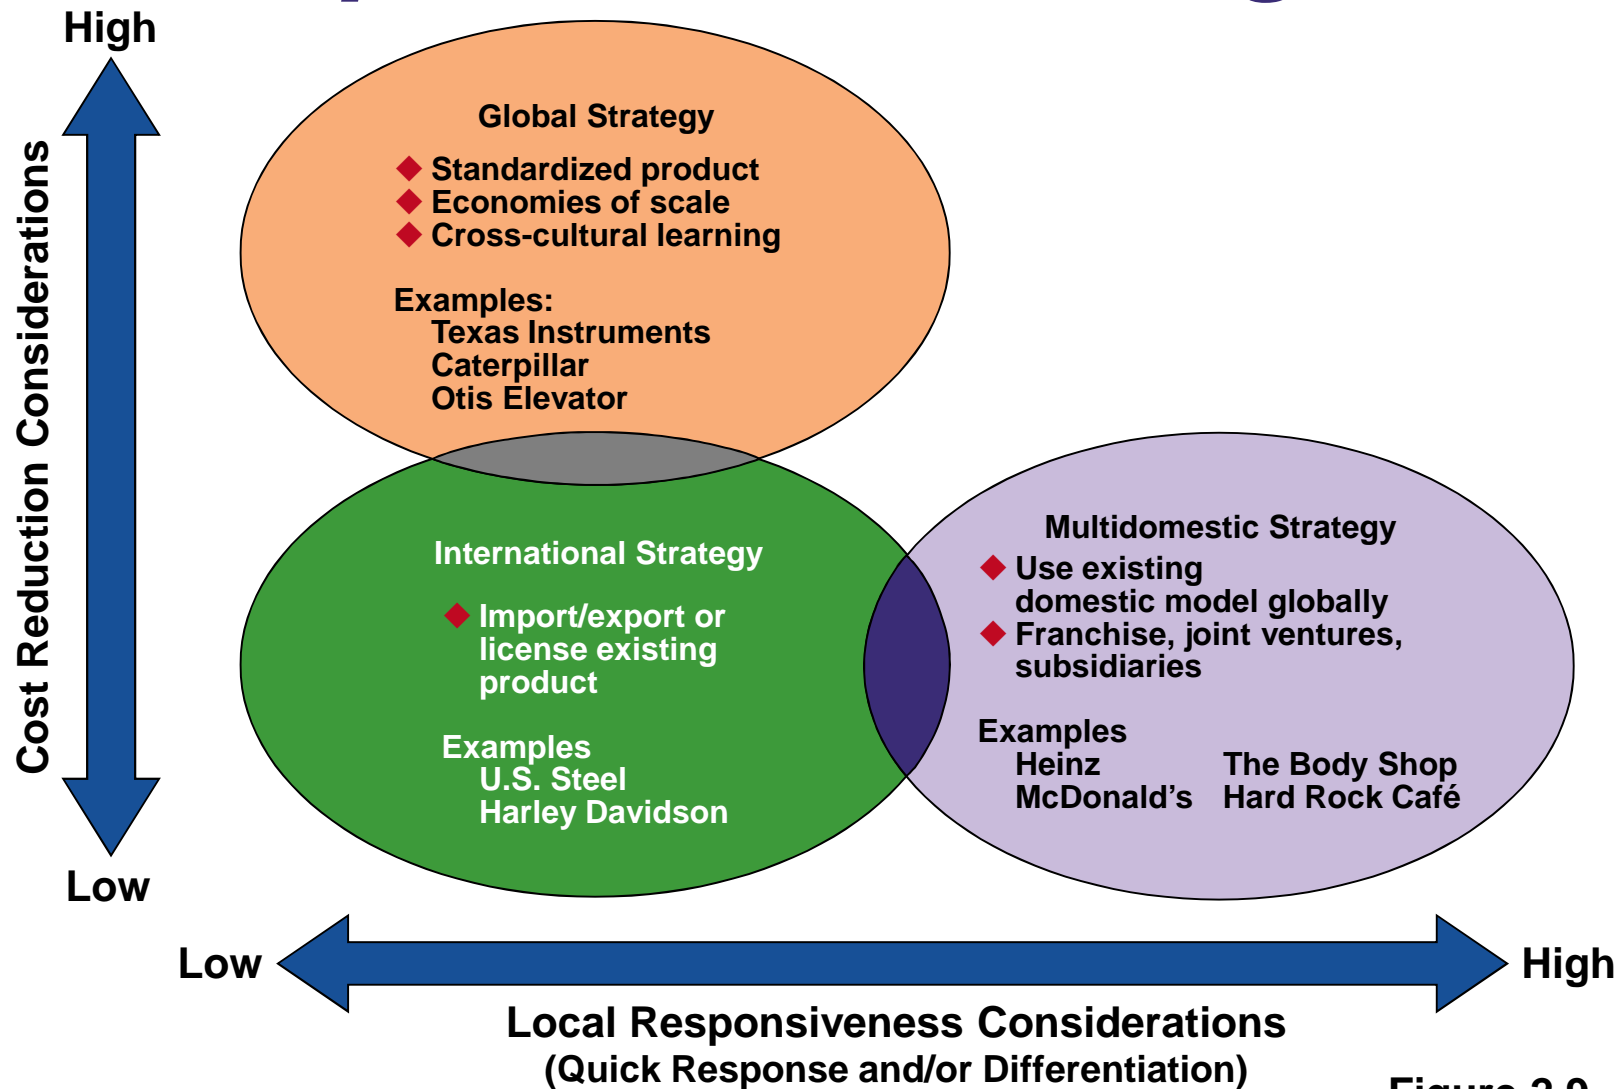 High
Cost Reduction Considerations
Low
Global Strategy
Standardized product
Economies of scale
Cross-cultural learning
Examples:
Texas Instruments
Caterpillar
Otis Elevator
International Strategy
Import/export or
license existing
product
Examples
U.S. Steel
Harley Davidson
Multidomestic Strategy
Use existing
domestic model globally
Franchise, joint ventures,
subsidiaries
Examples
Heinz The Body Shop
McDonald’s Hard Rock Café
Low
High
Local Responsiveness Considerations
(Quick Response and/or Differentiation)
Figure 2.9